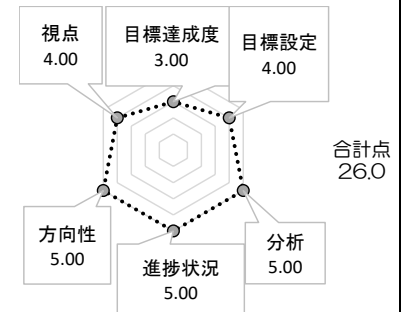 視点
4.00
目標達成度
3.00
目標設定
4.00
合計点
26.0
方向性
5.00
進捗状況
5.00
分析
5.00